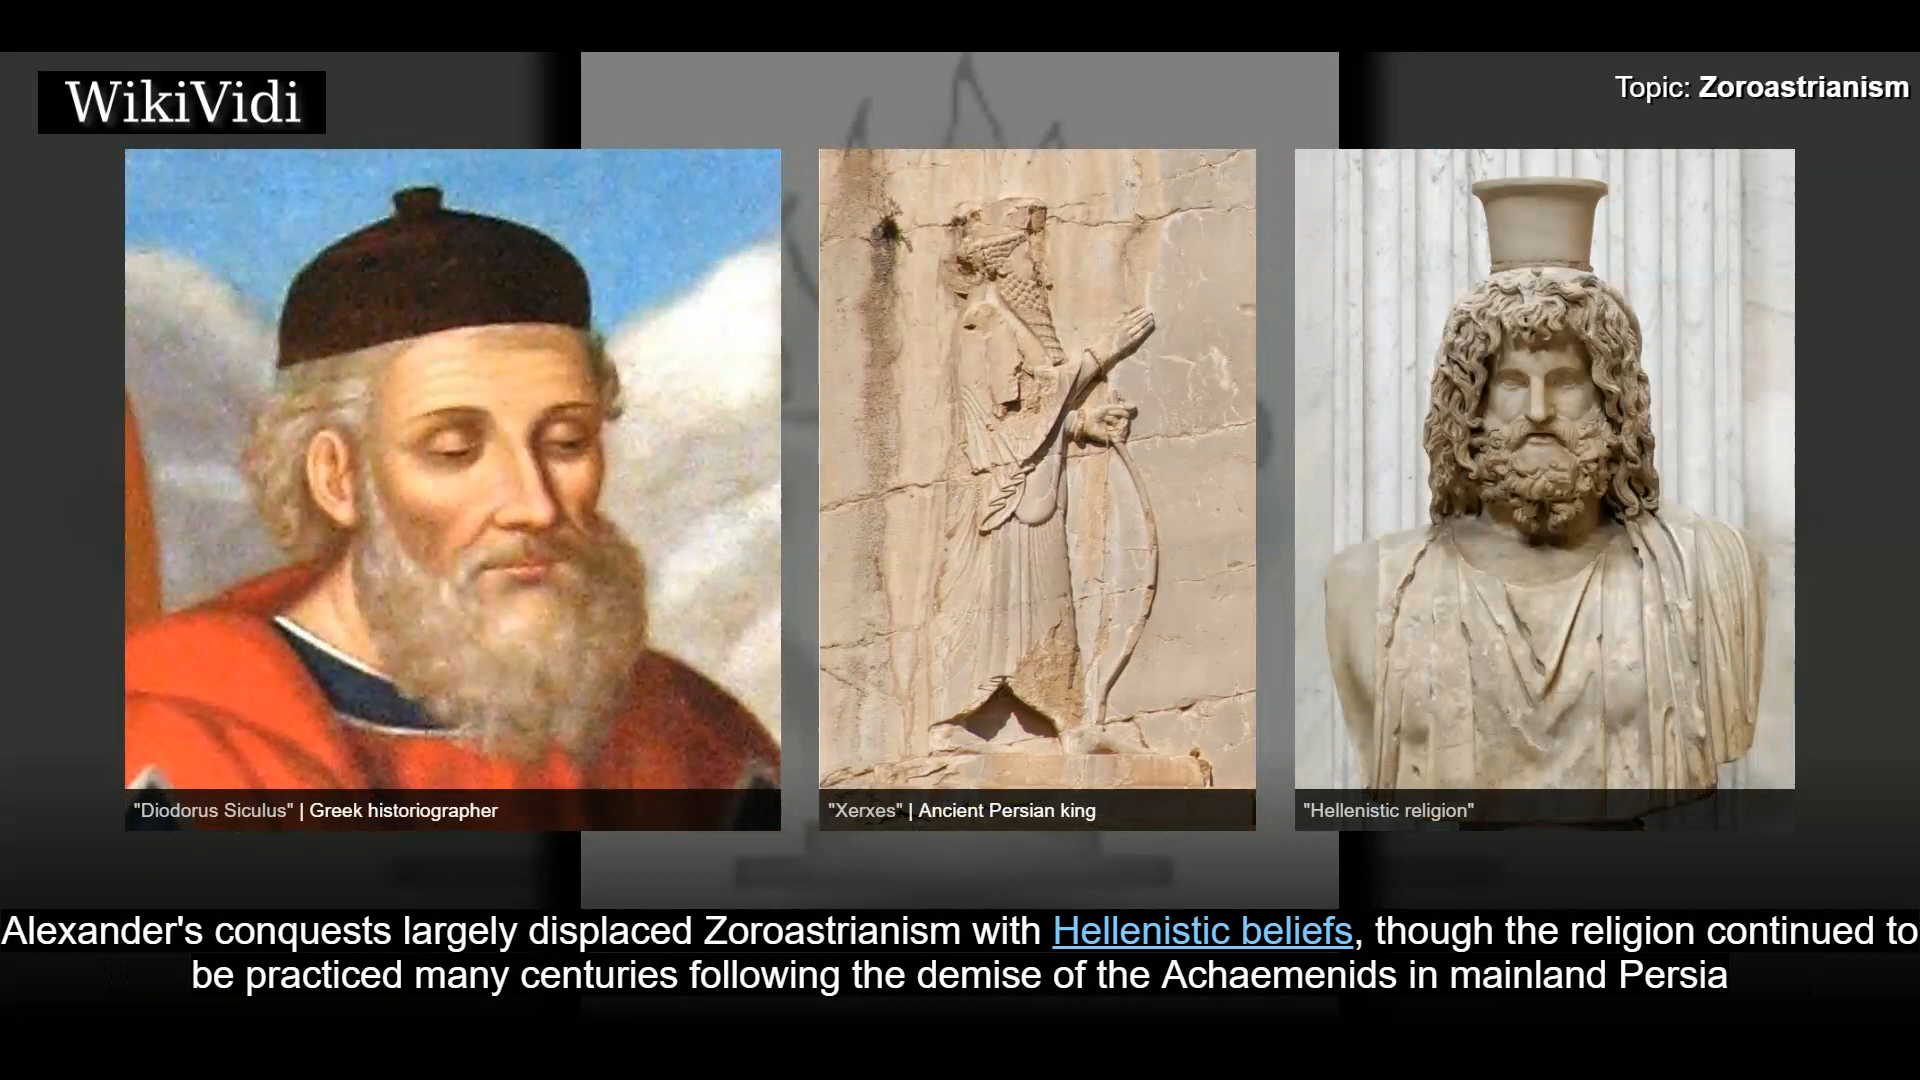 WikiVidi
Topic: Zoroastrianism
"Diodorus Siculus" | Greek historiographer
"Xerxes" | Ancient Persian king
"Hellenistic religion"
Alexander's conquests largely displaced Zoroastrianism with Hellenistic beliefs, though the religion continued to
be practiced many centuries following the demise of the Achaemenids in mainland Persia